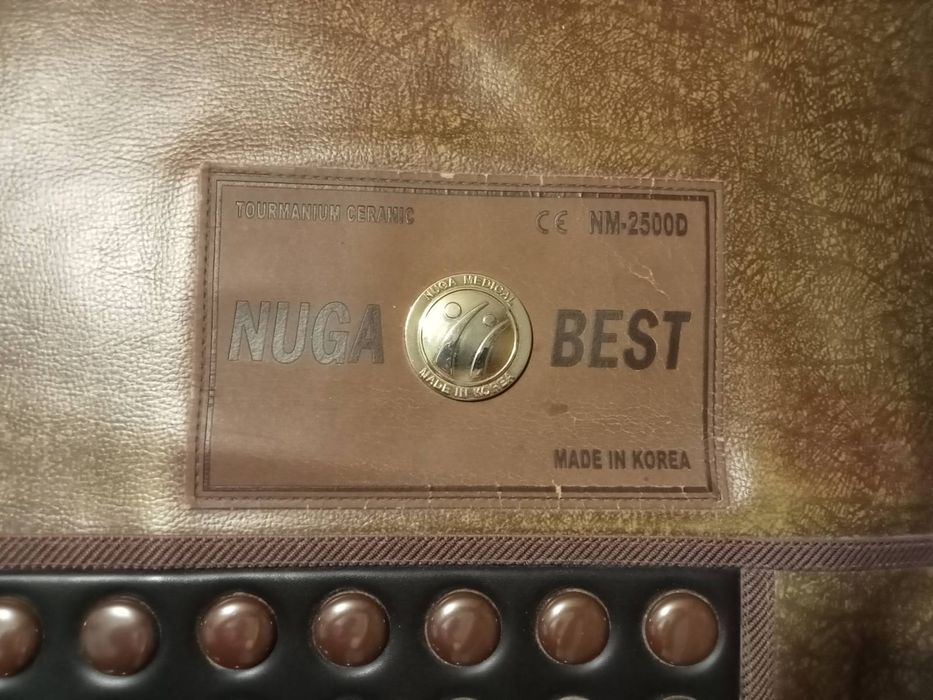 TOURMANIUM CERAMIC
CE NM-2500D
NUGA BEST
NUGA MEDICAL
MADE IN KOREA
MADE IN KOREA